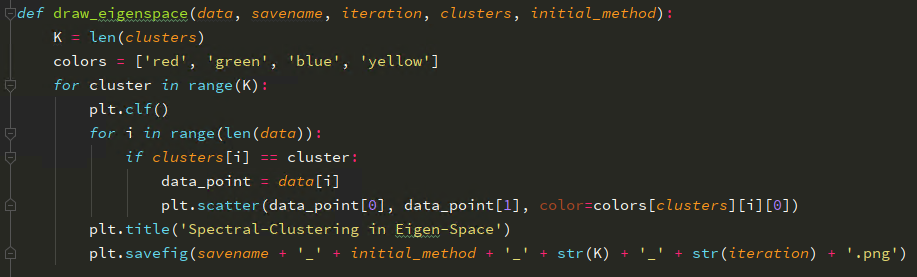 def draw_eigenspace(data, savename, iteration, clusters, initial_method):
    K = len(clusters)
    colors = ['red', 'green', 'blue', 'yellow']
    for cluster in range(K):
        plt.clf()
        for i in range(len(data)):
            if clusters[i] == cluster:
                data_point = data[i]
                plt.scatter(data_point[0], data_point[1], color=colors[clusters][i][0])
        plt.title('Spectral-Clustering in Eigen-Space')
        plt.savefig(savename + '_' + initial_method + '_' + str(K) + '_' + str(iteration) + '.png')